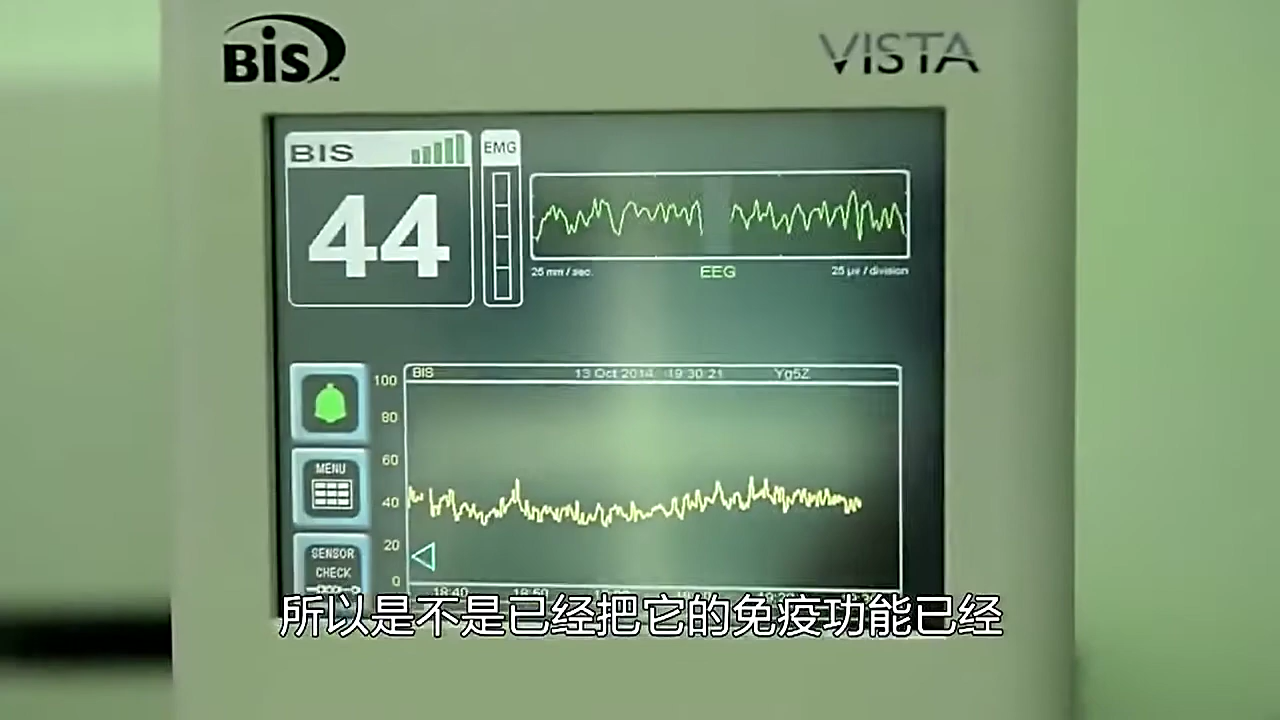 BIS™
VISTA
BIS
EMG
44
25 mm / sec.
EEG
25 µv / division
BIS
13 Oct 2014
19:30:21
Yg5Z
100
80
60
40
20
0
MENU
SENSOR
CHECK
18:40
18:50
所以是不是已经把它的免疫功能已经